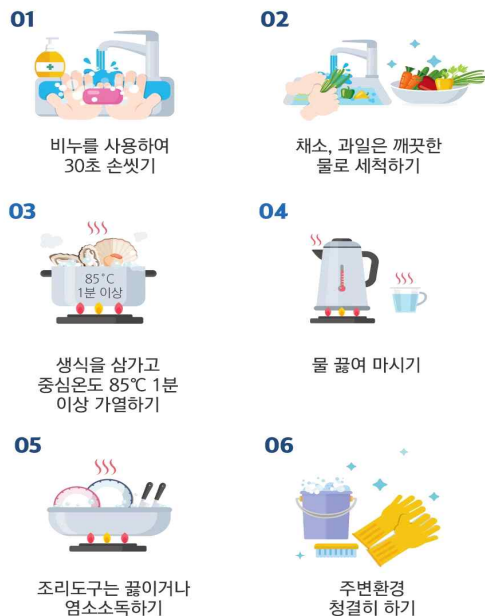 01
비누를 사용하여
30초 손씻기
02
채소, 과일은 깨끗한
물로 세척하기
03
85˚C
1분 이상
생식을 삼가고
중심온도 85℃ 1분
이상 가열하기
04
물 끓여 마시기
05
조리도구는 끓이거나
염소소독하기
06
주변환경
청결히 하기